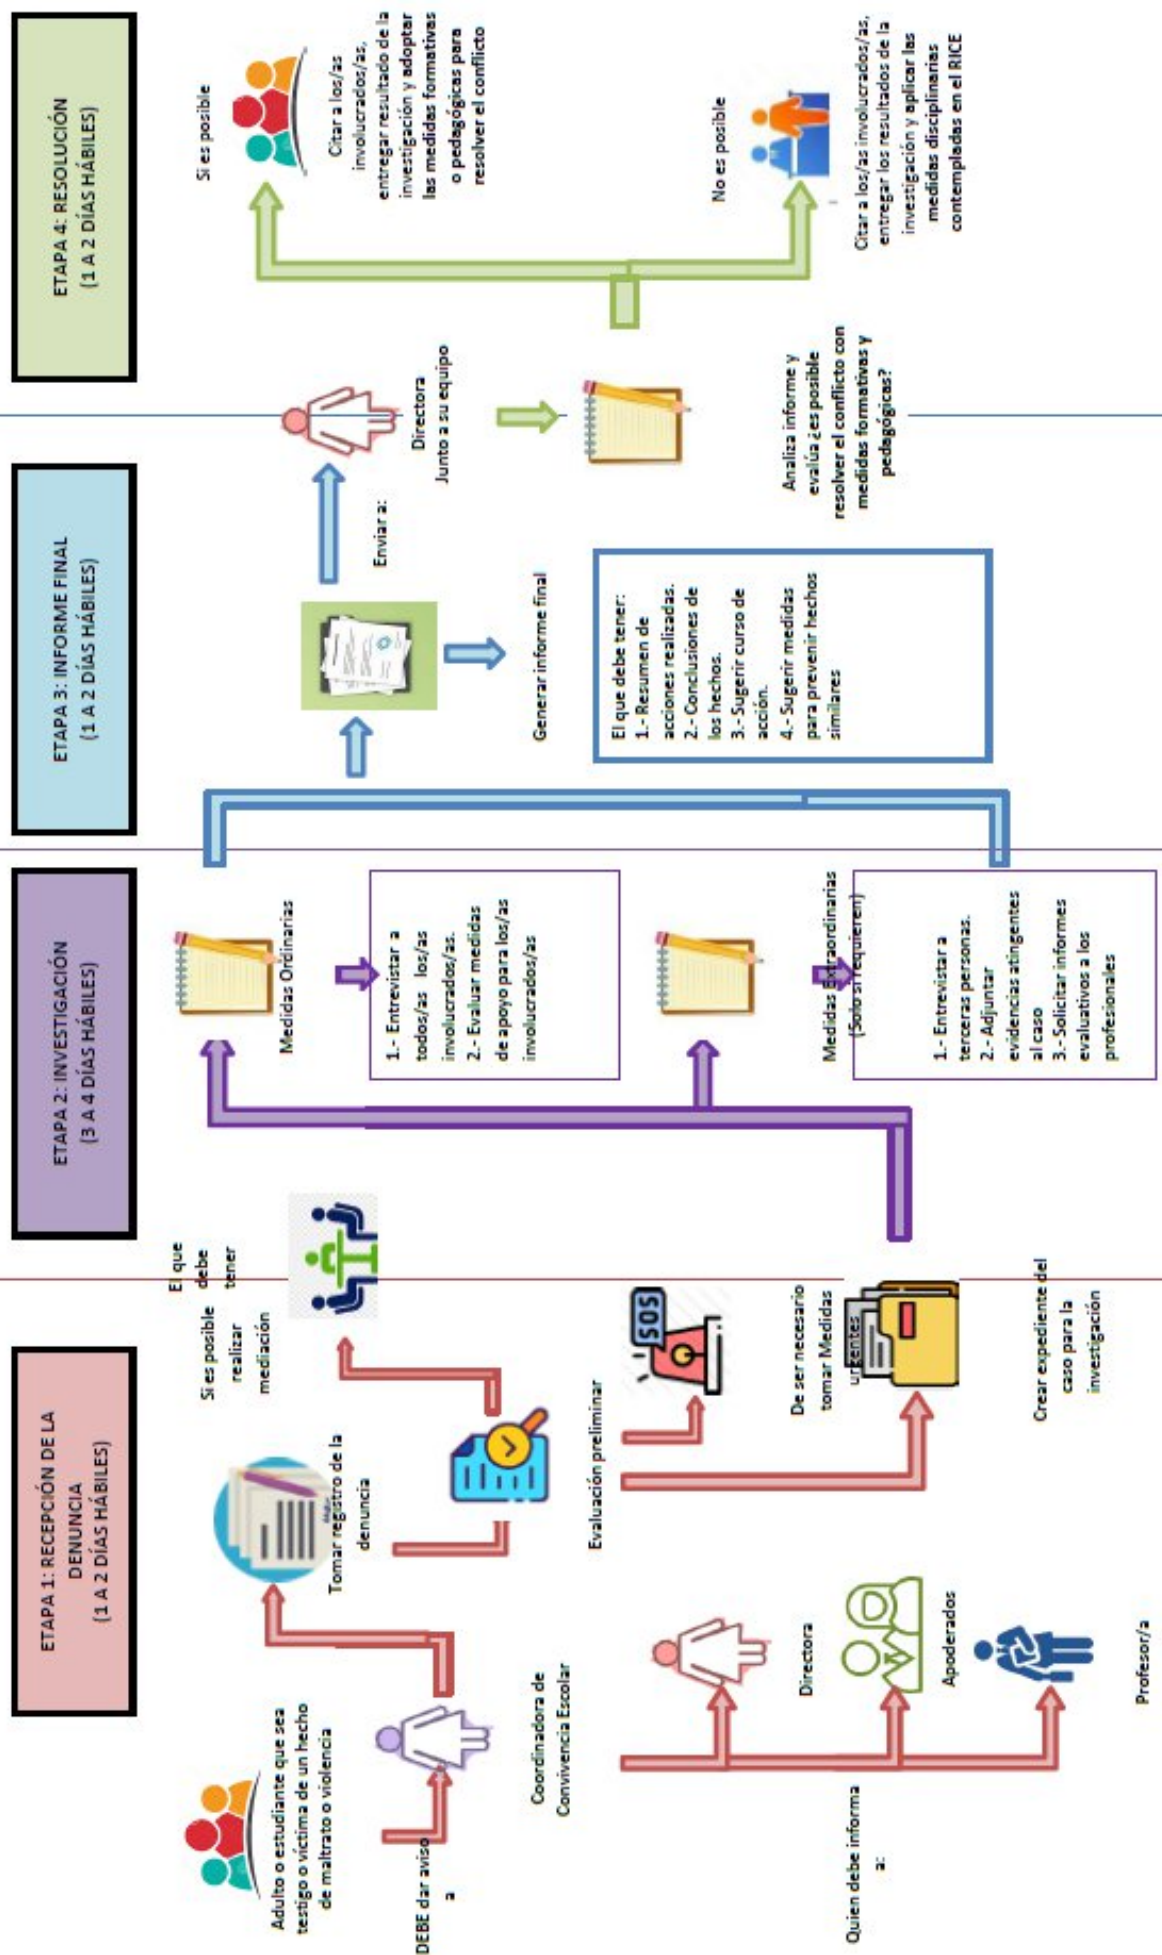 ETAPA 1: RECEPCIÓN DE LA
DENUNCIA
(1 A 2 DÍAS HÁBILES)
Adulto o estudiante que sea
testigo o víctima de un hecho
de maltrato o violencia
DEBE dar aviso
a
Coordinadora de
Convivencia Escolar
Quien debe informa
a:
Directora
Apoderados
Profesor/a
Tomar registro de la
denuncia
Evaluación preliminar
Si es posible
realizar
mediación
El que
debe
tener
SOS
De ser necesario
tomar Medidas
urgentes
Crear expediente del
caso para la
investigación
ETAPA 2: INVESTIGACIÓN
(3 A 4 DÍAS HÁBILES)
Medidas Ordinarias
1.- Entrevistar a
todos/as los/as
involucrados/as.
2.- Evaluar medidas
de apoyo para los/as
involucrados/as
Medidas Extraordinarias
(Solo si requieren)
1.- Entrevistar a
terceras personas.
2.- Adjuntar
evidencias atingentes
al caso
3.- Solicitar informes
evaluativos a los
profesionales
ETAPA 3: INFORME FINAL
(1 A 2 DÍAS HÁBILES)
Generar informe final
El que debe tener:
1.- Resumen de
acciones realizadas.
2.- Conclusiones de
los hechos.
3.- Sugerir curso de
acción.
4.- Sugerir medidas
para prevenir hechos
similares
Enviar a:
Directora
Junto a su equipo
Analiza informe y
evalúa ¿es posible
resolver el conflicto con
medidas formativas y
pedagógicas?
ETAPA 4: RESOLUCIÓN
(1 A 2 DÍAS HÁBILES)
Si es posible
Citar a los/as
involucrados/as,
entregar resultado de la
investigación y adoptar
las medidas formativas
o pedagógicas para
resolver el conflicto
No es posible
Citar a los/as involucrados/as,
entregar los resultados de la
investigación y aplicar las
medidas disciplinarias
contempladas en el RICE